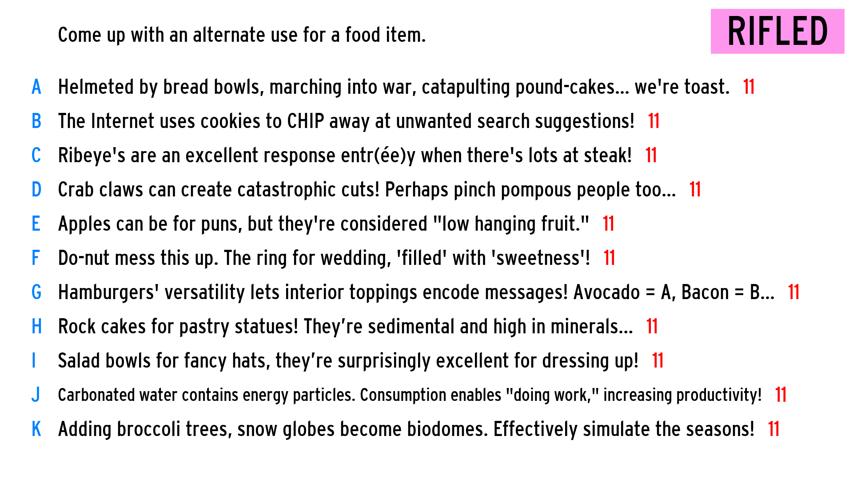 Come up with an alternate use for a food item.
RIFLED
A Helmeted by bread bowls, marching into war, catapulting pound-cakes... we're toast. 11
B The Internet uses cookies to CHIP away at unwanted search suggestions! 11
C Ribeye's are an excellent response entr(ée)y when there's lots at steak! 11
D Crab claws can create catastrophic cuts! Perhaps pinch pompous people too... 11
E Apples can be for puns, but they're considered "low hanging fruit." 11
F Do-nut mess this up. The ring for wedding, 'filled' with 'sweetness'! 11
G Hamburgers' versatility lets interior toppings encode messages! Avocado = A, Bacon = B... 11
H Rock cakes for pastry statues! They’re sedimental and high in minerals... 11
I Salad bowls for fancy hats, they’re surprisingly excellent for dressing up! 11
J Carbonated water contains energy particles. Consumption enables "doing work," increasing productivity! 11
K Adding broccoli trees, snow globes become biodomes. Effectively simulate the seasons! 11